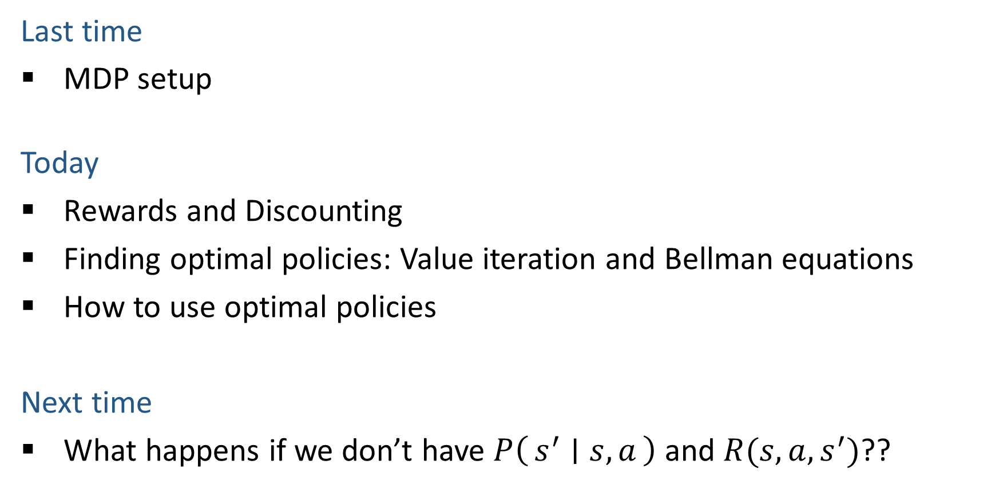 Last time
▪ MDP setup
Today
▪ Rewards and Discounting
▪ Finding optimal policies: Value iteration and Bellman equations
▪ How to use optimal policies
Next time
▪ What happens if we don’t have P( s′ | s, a ) and R(s, a, s′)??